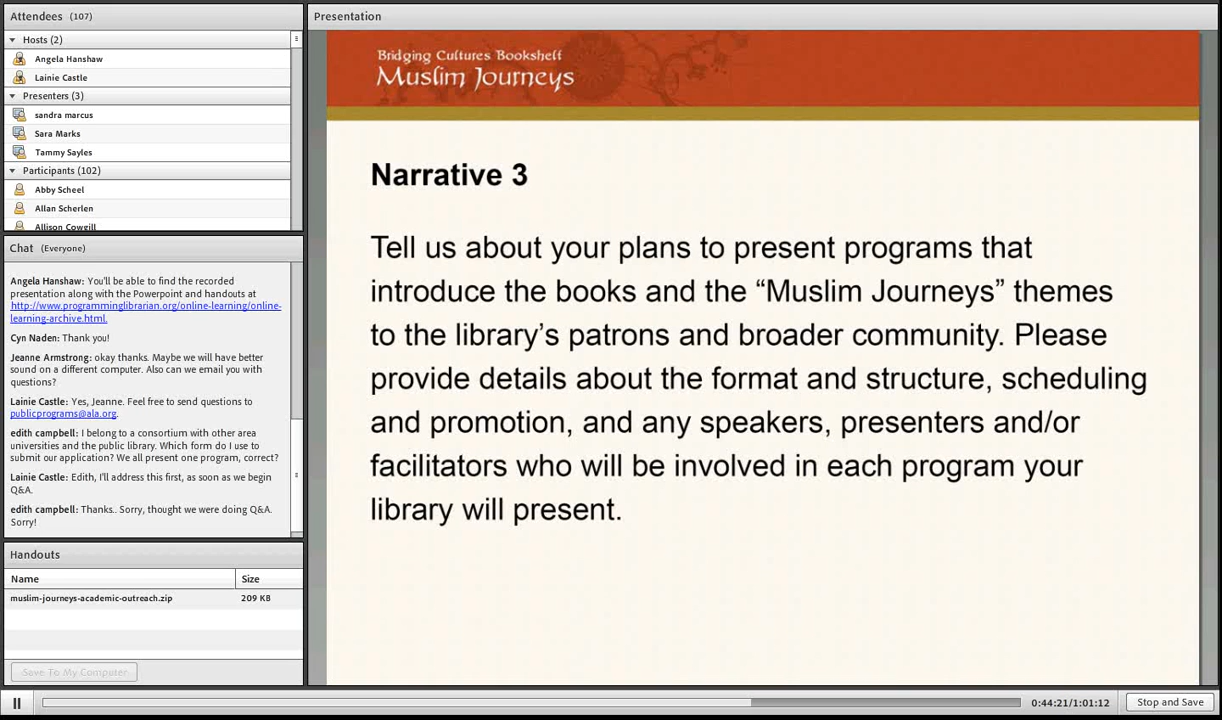 Attendees (107)
Hosts (2)
Angela Hanshaw
Lainie Castle
Presenters (3)
sandra marcus
Sara Marks
Tammy Sayles
Participants (102)
Abby Scheel
Allan Scherlen
Allison Cowgill
Chat (Everyone)
Angela Hanshaw: You'll be able to find the recorded
presentation along with the Powerpoint and handouts at
http://www.programminglibrarian.org/online-learning/online-
learning-archive.html.
Cyn Naden: Thank you!
Jeanne Armstrong: okay thanks. Maybe we will have better
sound on a different computer. Also can we email you with
questions?
Lainie Castle: Yes, Jeanne. Feel free to send questions to
publicprograms@ala.org.
edith campbell: I belong to a consortium with other area
universities and the public library. Which form do I use to
submit our application? We all present one program, correct?
Lainie Castle: Edith, I'll address this first, as soon as we begin
Q&A.
edith campbell: Thanks.. Sorry, thought we were doing Q&A.
Sorry!
Handouts
Name Size
muslim-journeys-academic-outreach.zip 209 KB
Save To My Computer
Presentation
Bridging Cultures Bookshelf
Muslim Journeys
Narrative 3
Tell us about your plans to present programs that
introduce the books and the “Muslim Journeys” themes
to the library’s patrons and broader community. Please
provide details about the format and structure, scheduling
and promotion, and any speakers, presenters and/or
facilitators who will be involved in each program your
library will present.
0:44:21/1:01:12
Stop and Save